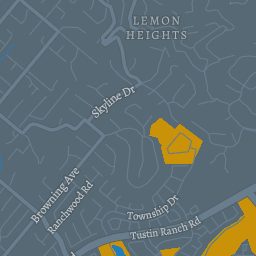 LEMON
HEIGHTS
Skyline Dr
Browning Ave
Ranchwood Rd
Township Dr
Tustin Ranch Rd